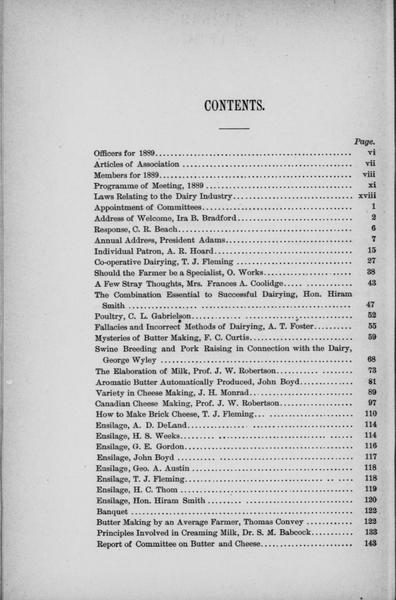 CONTENTS.
Page.
Officers for 1889 vi
Articles of Association vii
Members for 1889 viii
Programme of Meeting, 1889 xi
Laws Relating to the Dairy Industry xviii
Appointment of Committees 1
Address of Welcome, Ira B. Bradford 2
Response, C. R. Beach 6
Annual Address, President Adams 7
Individual Patron, A. R. Hoard 15
Co-operative Dairying, T. J. Fleming 27
Should the Farmer be a Specialist, O. Works 38
A Few Stray Thoughts, Mrs. Frances A. Coolidge 43
The Combination Essential to Successful Dairying, Hon. Hiram
Smith 47
Poultry, C. L. Gabrielson 52
Fallacies and Incorrect Methods of Dairying, A. T. Foster 55
Mysteries of Butter Making, F. C. Curtis 59
Swine Breeding and Pork Raising in Connection with the Dairy,
George Wyley 68
The Elaboration of Milk, Prof. J. W. Robertson 73
Aromatic Butter Automatically Produced, John Boyd 81
Variety in Cheese Making, J. H. Monrad 89
Canadian Cheese Making, Prof. J. W. Robertson 97
How to Make Brick Cheese, T. J. Fleming 110
Ensilage, A. D. DeLand 114
Ensilage, H. S. Weeks 114
Ensilage, G. E. Gordon 116
Ensilage, John Boyd 117
Ensilage, Geo. A. Austin 118
Ensilage, T. J. Fleming 118
Ensilage, H. C. Thom 119
Ensilage, Hon. Hiram Smith 120
Banquet 122
Butter Making by an Average Farmer, Thomas Convey 122
Principles Involved in Creaming Milk, Dr. S. M. Babcock 133
Report of Committee on Butter and Cheese 143